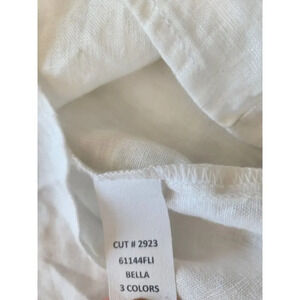 CUT # 2923
61144FLI
BELLA
3 COLORS